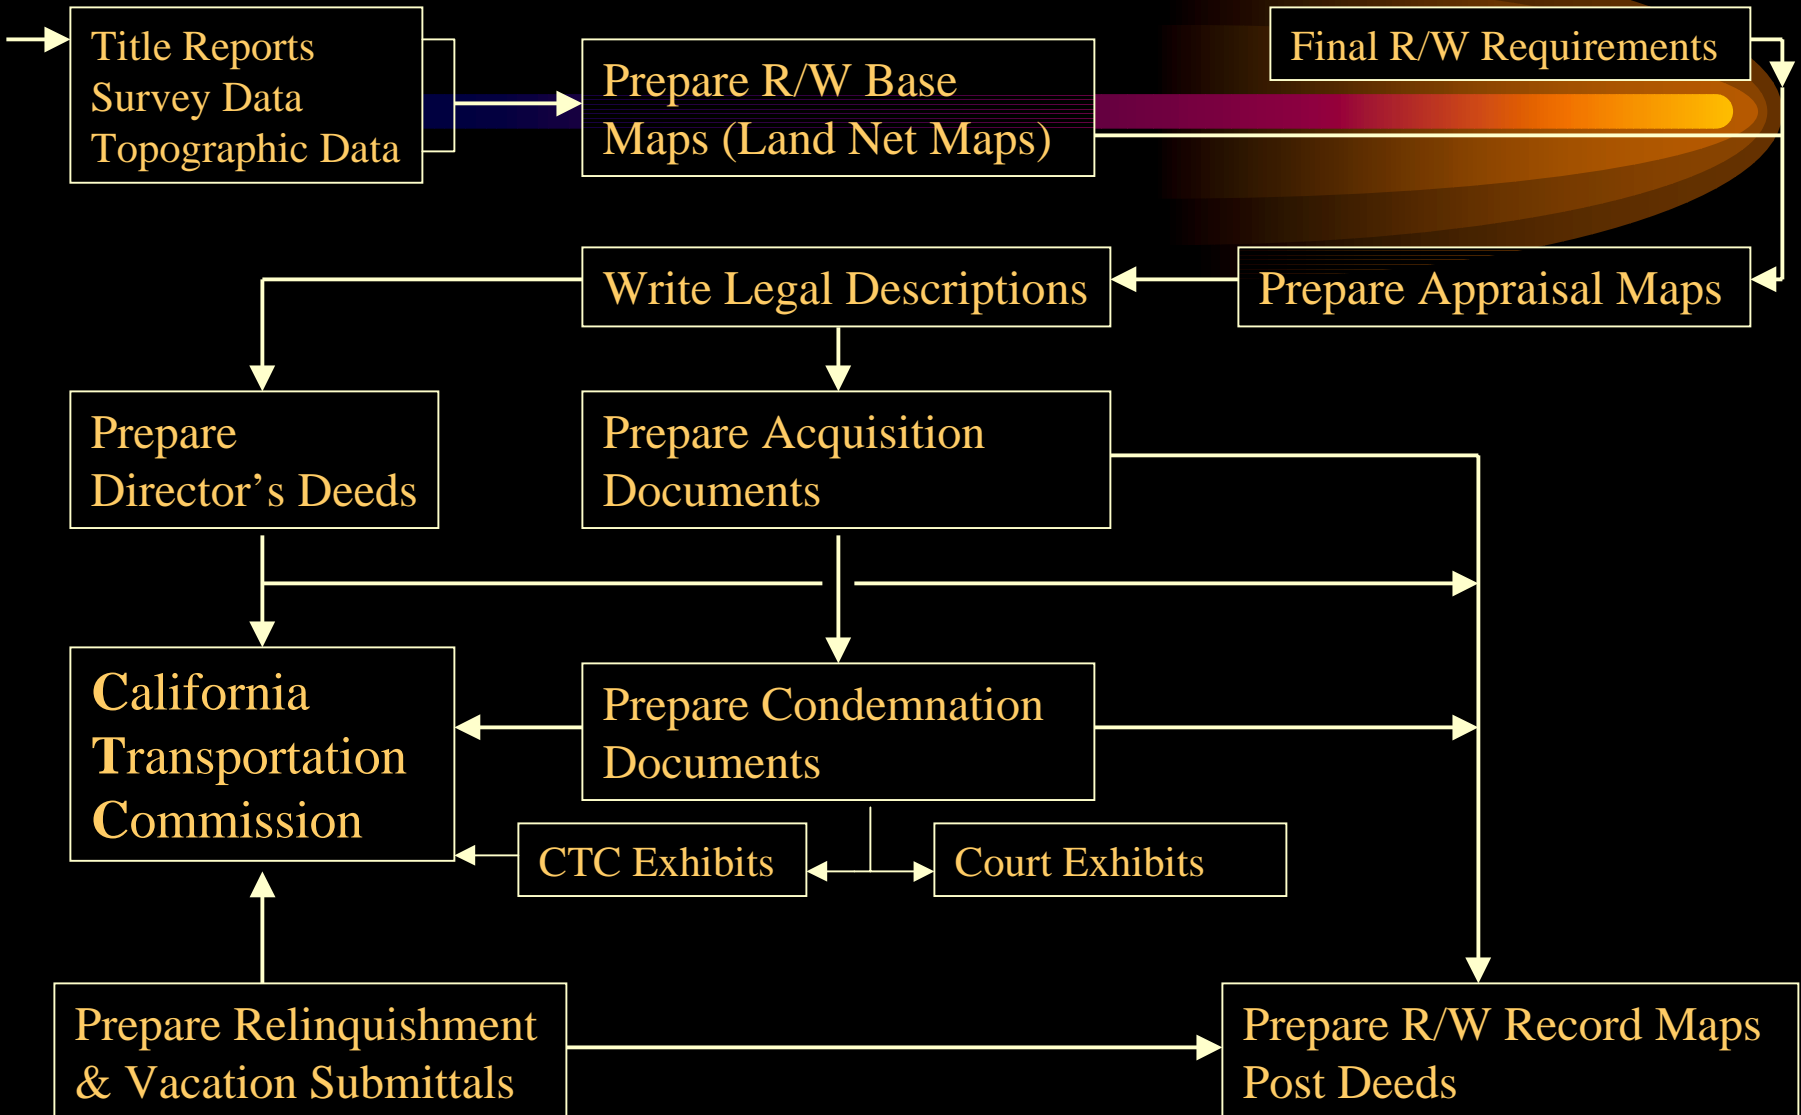 Title Reports
Survey Data
Topographic Data
Prepare R/W Base
Maps (Land Net Maps)
Final R/W Requirements
Write Legal Descriptions
Prepare Appraisal Maps
Prepare
Director’s Deeds
Prepare Acquisition
Documents
California
Transportation
Commission
Prepare Condemnation
Documents
CTC Exhibits
Court Exhibits
Prepare Relinquishment
& Vacation Submittals
Prepare R/W Record Maps
Post Deeds